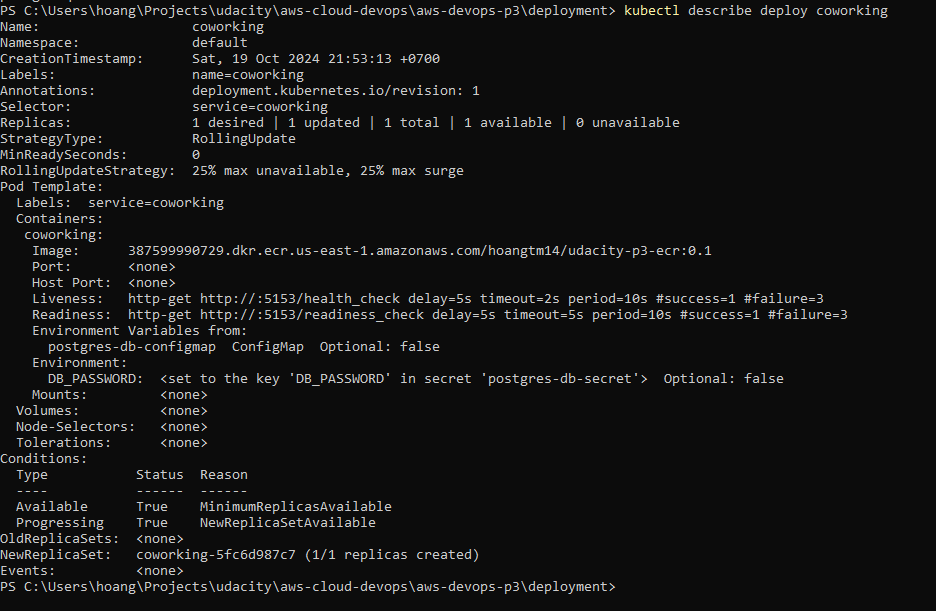 PS C:\Users\hoang\Projects\udacity\aws-cloud-devops\aws-devops-p3\deployment> kubectl describe deploy coworking
Name:                   coworking
Namespace:              default
CreationTimestamp:      Sat, 19 Oct 2024 21:53:13 +0700
Labels:                 name=coworking
Annotations:            deployment.kubernetes.io/revision: 1
Selector:               service=coworking
Replicas:               1 desired | 1 updated | 1 total | 1 available | 0 unavailable
StrategyType:           RollingUpdate
MinReadySeconds:        0
RollingUpdateStrategy:  25% max unavailable, 25% max surge
Pod Template:
  Labels:  service=coworking
  Containers:
   coworking:
    Image:      387599990729.dkr.ecr.us-east-1.amazonaws.com/hoangtm14/udacity-p3-ecr:0.1
    Port:       <none>
    Host Port:  <none>
    Liveness:   http-get http://:5153/health_check delay=5s timeout=2s period=10s #success=1 #failure=3
    Readiness:  http-get http://:5153/readiness_check delay=5s timeout=5s period=10s #success=1 #failure=3
    Environment Variables from:
      postgres-db-configmap  ConfigMap  Optional: false
    Environment:
      DB_PASSWORD:  <set to the key 'DB_PASSWORD' in secret 'postgres-db-secret'>  Optional: false
    Mounts:         <none>
  Volumes:          <none>
  Node-Selectors:   <none>
  Tolerations:      <none>
Conditions:
  Type           Status  Reason
  ----           ------  ------
  Available      True    MinimumReplicasAvailable
  Progressing    True    NewReplicaSetAvailable
OldReplicaSets:  <none>
NewReplicaSet:   coworking-5fc6d987c7 (1/1 replicas created)
Events:          <none>
PS C:\Users\hoang\Projects\udacity\aws-cloud-devops\aws-devops-p3\deployment>